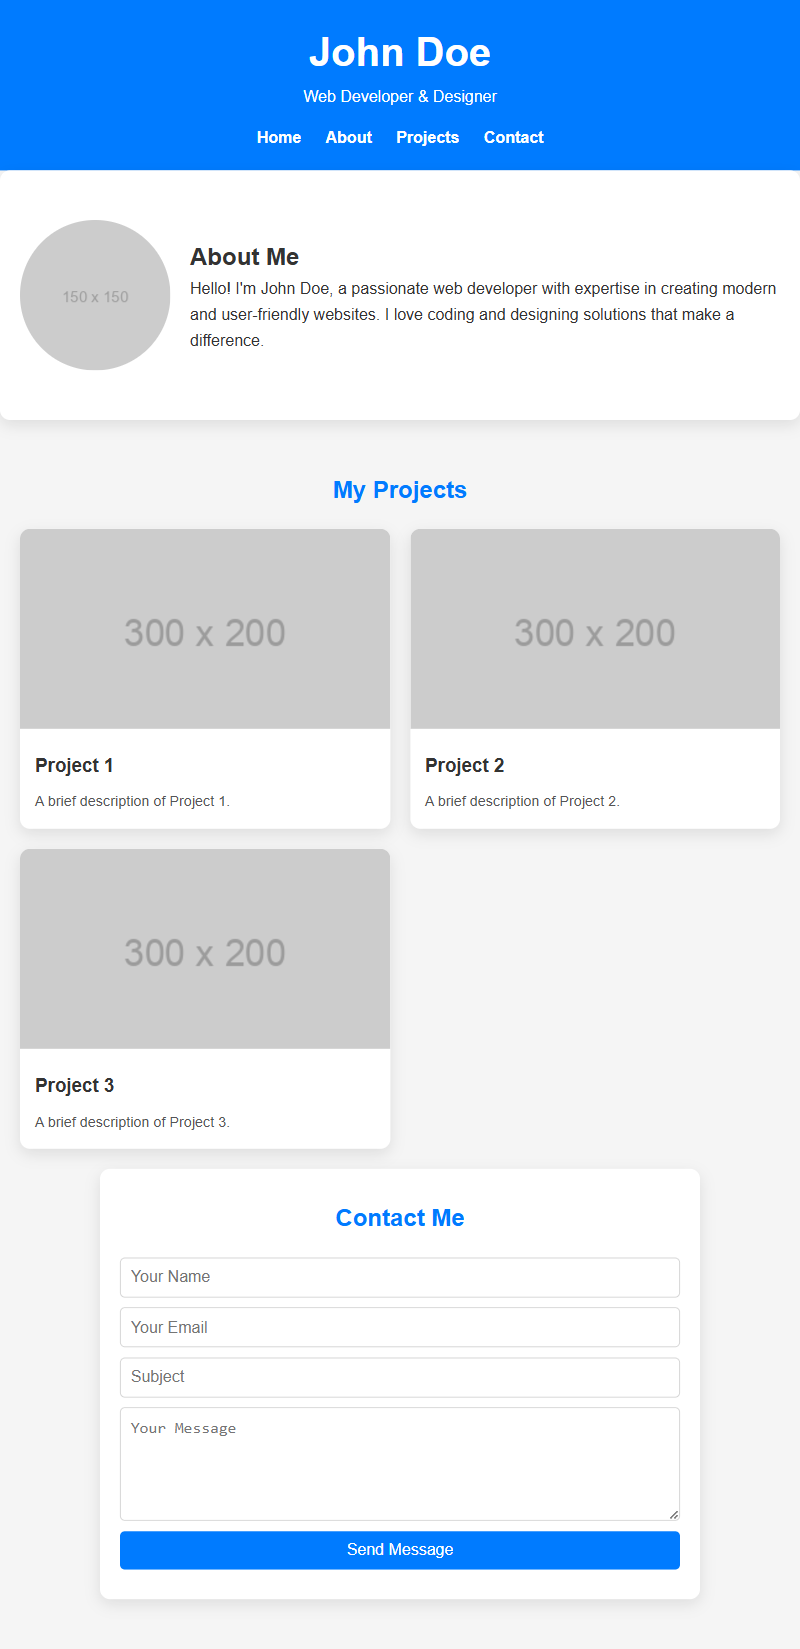 John Doe
Web Developer & Designer
Home About Projects Contact
150 x 150
About Me
Hello! I'm John Doe, a passionate web developer with expertise in creating modern
and user-friendly websites. I love coding and designing solutions that make a
difference.
My Projects
300 x 200
Project 1
A brief description of Project 1.
300 x 200
Project 2
A brief description of Project 2.
300 x 200
Project 3
A brief description of Project 3.
Contact Me
Your Name
Your Email
Subject
Your Message
Send Message